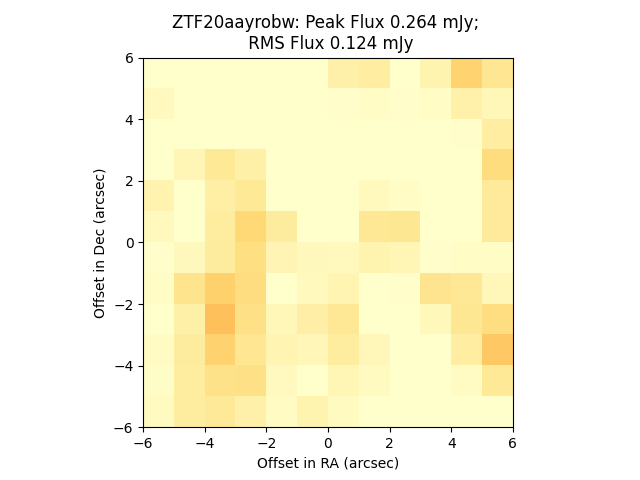 ZTF20aayrobw: Peak Flux 0.264 mJy;
RMS Flux 0.124 mJy
6
4
2
0
−2
−4
−6
Offset in Dec (arcsec)
−6 −4 −2 0 2 4 6
Offset in RA (arcsec)